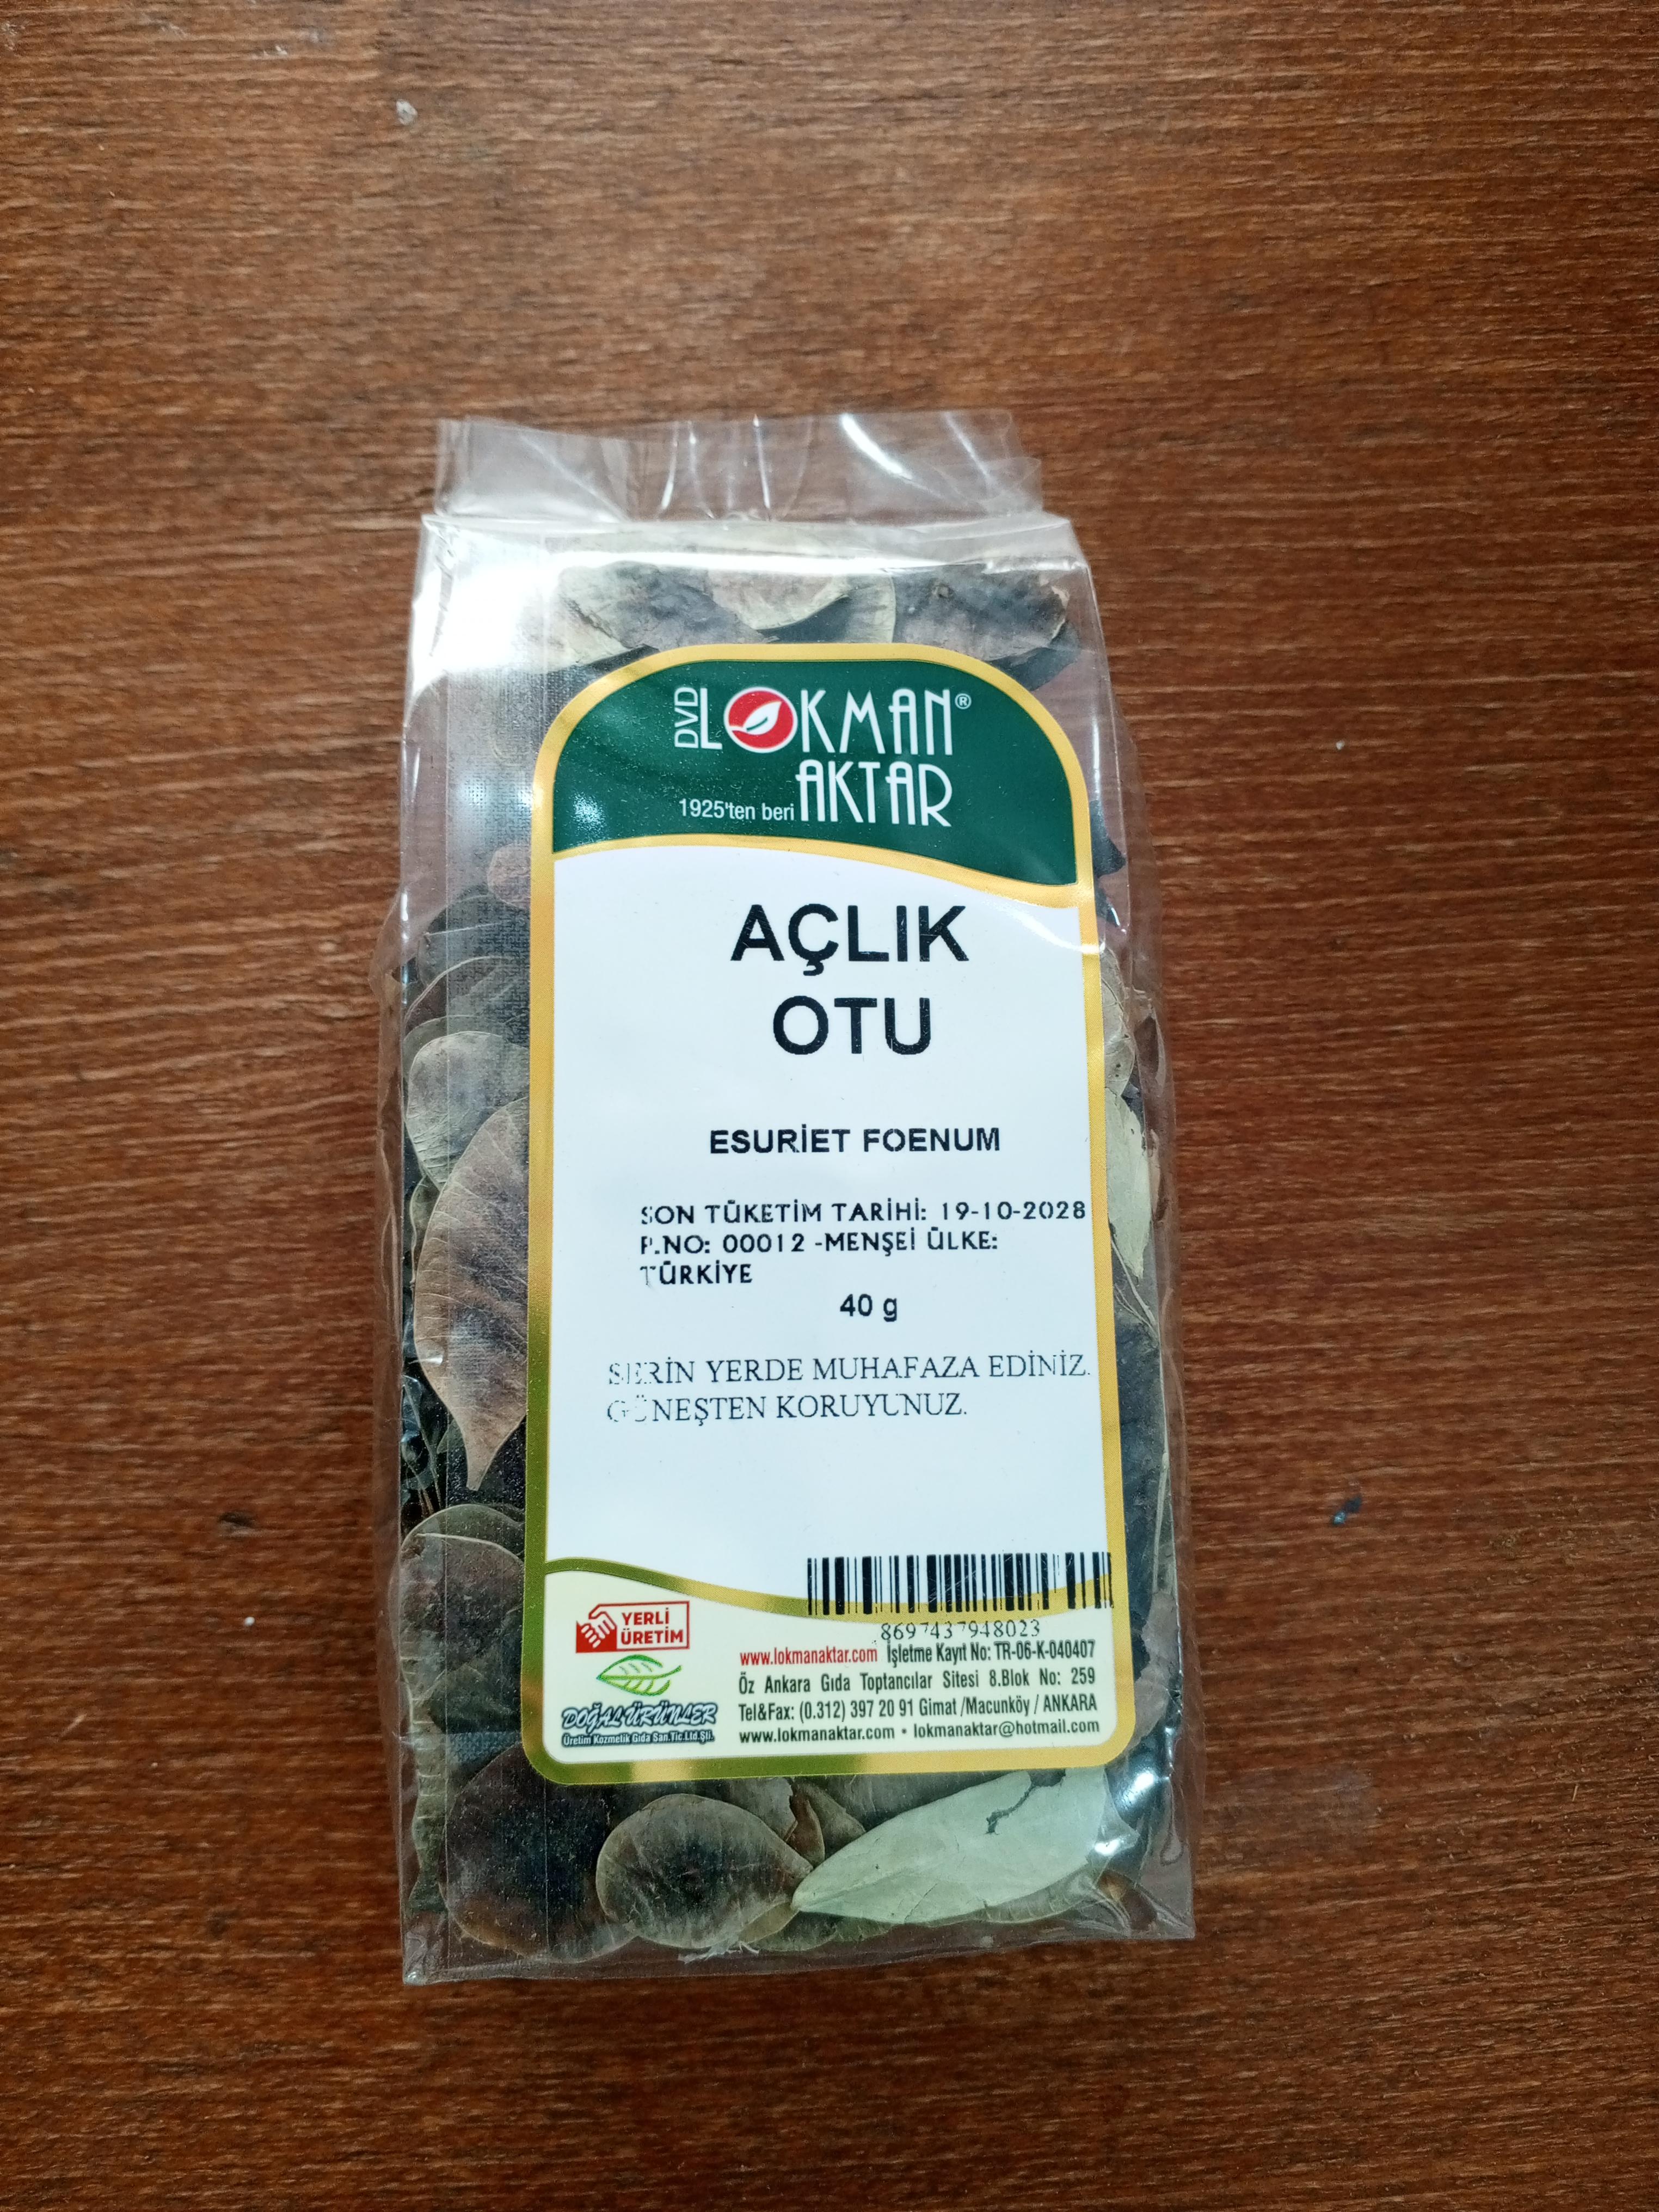 DVD LOKMAN®
1925'ten beri AKTAR
AÇLIK
OTU
ESURİET FOENUM
SON TÜKETİM TARİHİ: 19-10-2028
P.NO: 00012 -MENŞEİ ÜLKE:
TÜRKİYE
40 g
SERİN YERDE MUHAFAZA EDİNİZ.
GÜNEŞTEN KORUYUNUZ.
8697437948023
YERLİ
ÜRETİM
DOĞAL ÜRÜNLER
Üretim Kozmetik Gıda San.Tic.Ltd.Şti.
www.lokmanaktar.com İşletme Kayıt No: TR-06-K-040407
Öz Ankara Gıda Toptancılar Sitesi 8.Blok No: 259
Tel&Fax: (0.312) 397 20 91 Gimat /Macunköy / ANKARA
www.lokmanaktar.com • lokmanaktar@hotmail.com